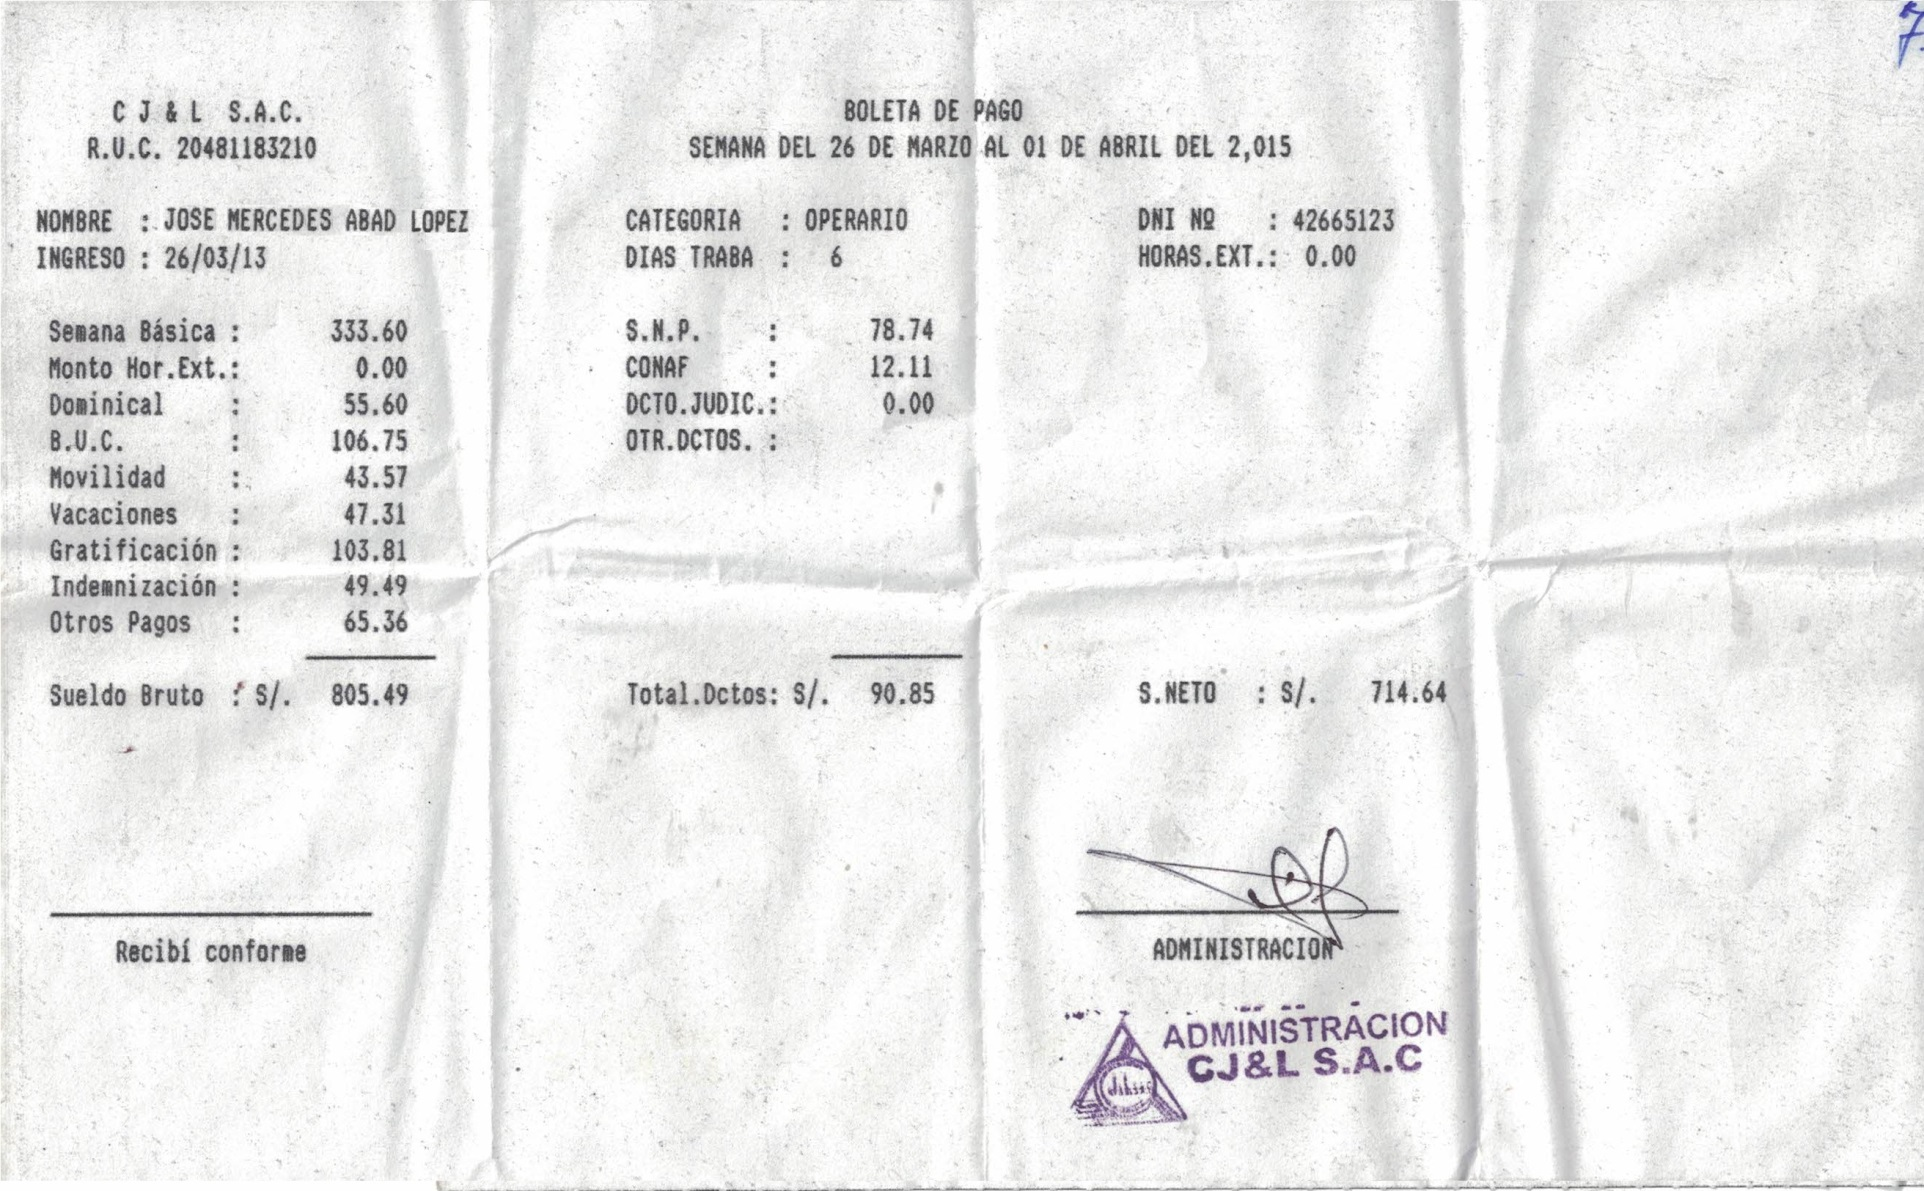 7
C J & L S.A.C.
R.U.C. 20481183210
BOLETA DE PAGO
SEMANA DEL 26 DE MARZO AL 01 DE ABRIL DEL 2,015
NOMBRE : JOSE MERCEDES ABAD LOPEZ CATEGORIA : OPERARIO DNI Nº : 42665123
INGRESO : 26/03/13 DIAS TRABA : 6 HORAS.EXT.: 0.00
Semana Básica : 333.60 S.N.P. : 78.74
Monto Hor.Ext.: 0.00 CONAF : 12.11
Dominical : 55.60 DCTO.JUDIC.: 0.00
B.U.C. : 106.75 OTR.DCTOS. :
Movilidad : 43.57
Vacaciones : 47.31
Gratificación : 103.81
Indemnización : 49.49
Otros Pagos : 65.36
Sueldo Bruto : S/. 805.49 Total.Dctos: S/. 90.85 S.NETO : S/. 714.64
Recibí conforme
ADMINISTRACION
ADMINISTRACION
CJ&L S.A.C